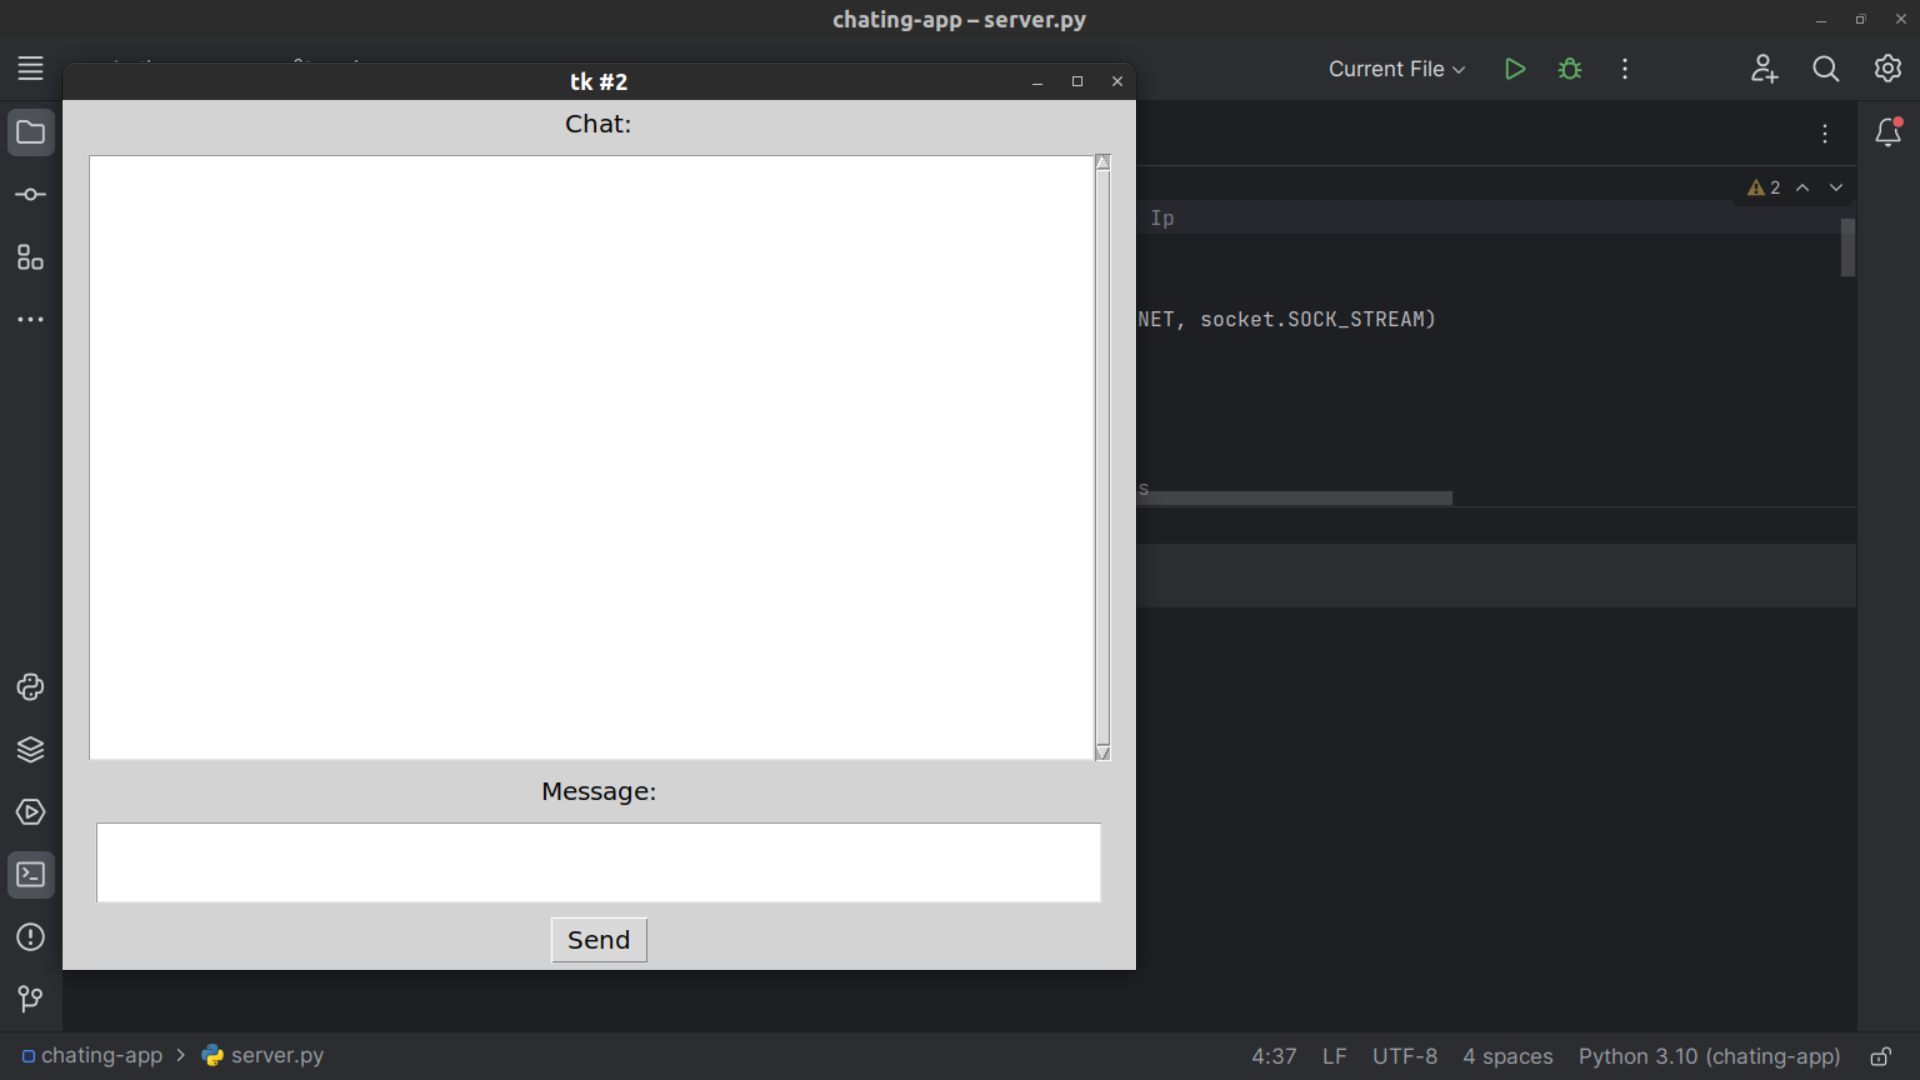 chating-app – server.py
Current File
tk #2
Chat:
2
Ip
NET, socket.SOCK_STREAM)
s
Message:
Send
chating-app > server.py
4:37 LF UTF-8 4 spaces Python 3.10 (chating-app)